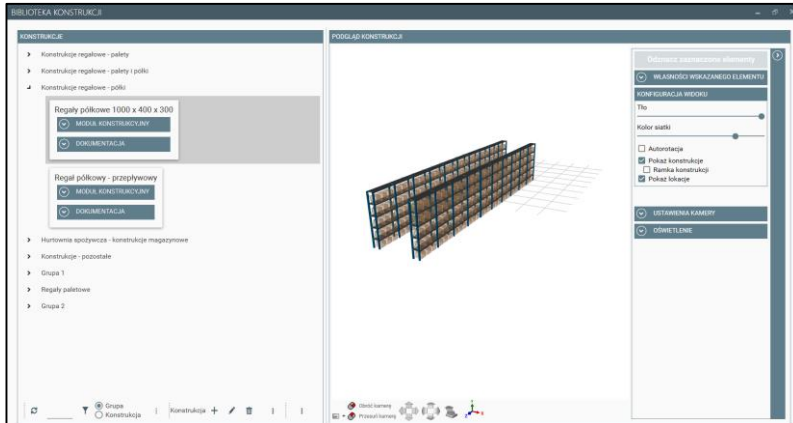 BIBLIOTEKA KONSTRUKCJI
KONSTRUKCJE
Konstrukcje regałowe - palety
Konstrukcje regałowe - palety i półki
Konstrukcje regałowe - półki
Regały półkowe 1000 x 400 x 300
MODUŁ KONSTRUKCYJNY
DOKUMENTACJA
Regał półkowy - przepływowy
MODUŁ KONSTRUKCYJNY
DOKUMENTACJA
Hurtownia spożywcza - konstrukcje magazynowe
Konstrukcje - pozostałe
Grupa 1
Regały paletowe
Grupa 2
Grupa
Konstrukcja
Konstrukcja
PODGLĄD KONSTRUKCJI
Obróć kamerę
Przesuń kamerę
Odznacz zaznaczone elementy
WŁASNOŚCI WSKAZANEGO ELEMENTU
KONFIGURACJA WIDOKU
Tło
Kolor siatki
Autorotacja
Pokaż konstrukcje
Ramka konstrukcji
Pokaż lokacje
USTAWIENIA KAMERY
OŚWIETLENIE